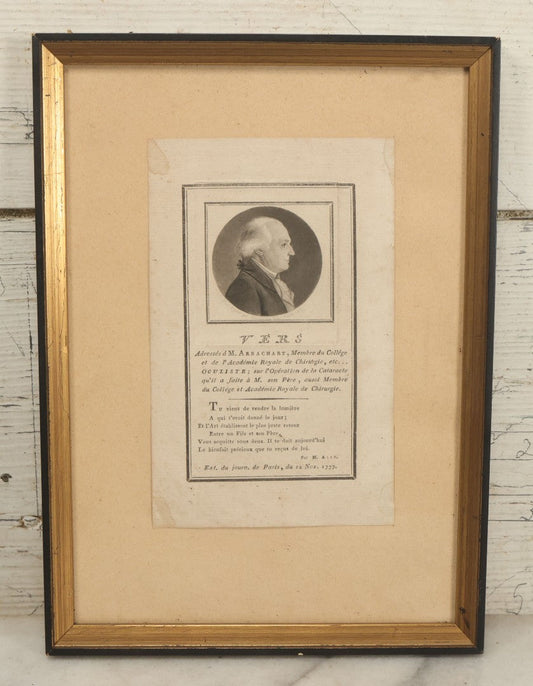 VERS
Adressés à M. ARRACHART, Membre du Collége
et de l'Académie Royale de Chirurgie, etc...
OCULISTE; sur l'Opération de la Cataracte
qu'il a faite à M. son Père, aussi Membre
du Collége et Académie Royale de Chirurgie.
TU viens de rendre la lumière
A qui t'avoit donné le jour;
Et l'Art établissent le plus juste retour
Entre un Fils et son Père,
Vous acquitte tous deux. Il te doit aujourd'hui
Le bienfait précieux que tu reçus de lui.
Par M.
Ext. du journ. de Paris, du 12 Nov. 1777.
5